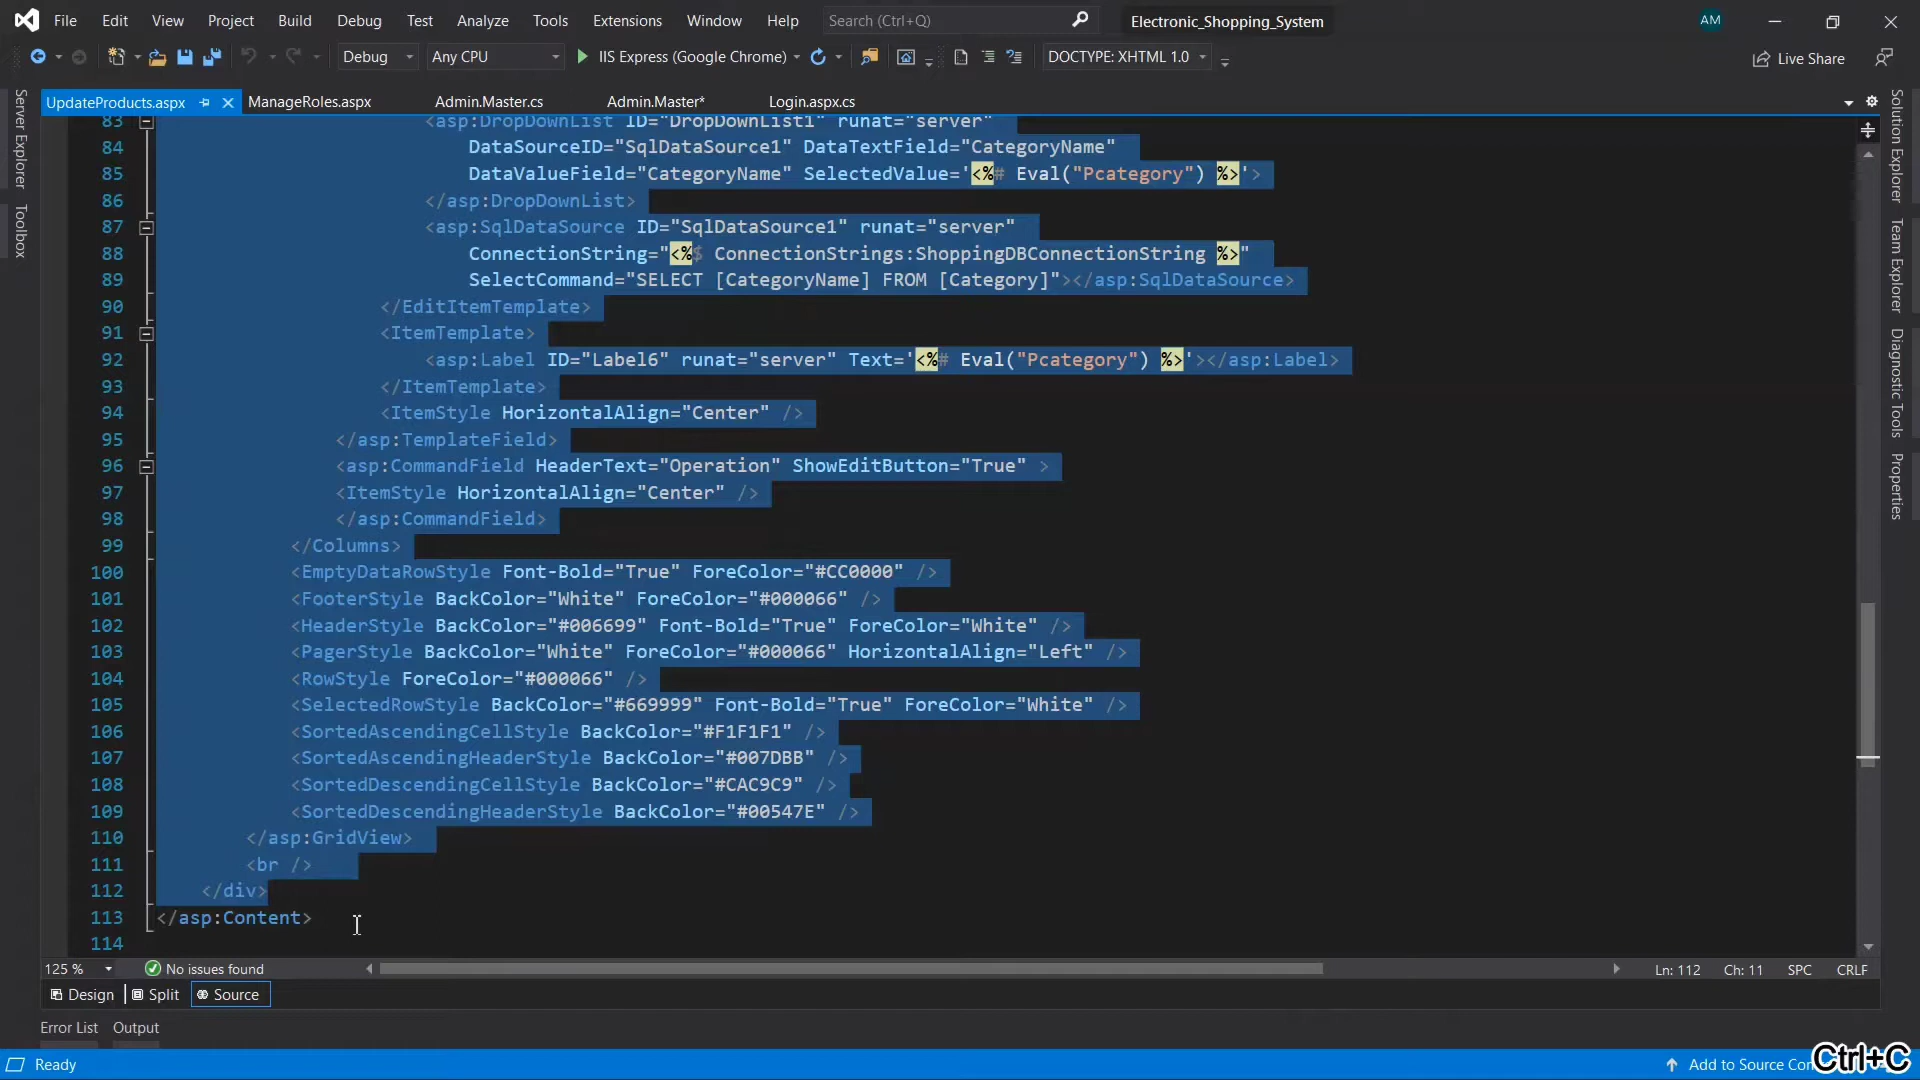 File Edit View Project Build Debug Test Analyze Tools Extensions Window Help Search (Ctrl+Q) Electronic_Shopping_System AM
Debug Any CPU IIS Express (Google Chrome) DOCTYPE: XHTML 1.0 Live Share
UpdateProducts.aspx ManageRoles.aspx Admin.Master.cs Admin.Master* Login.aspx.cs
Server Explorer
Toolbox
Solution Explorer
Team Explorer
Diagnostic Tools
Properties
83 <asp:DropDownList ID="DropDownList1" runat="server"
84 DataSourceID="SqlDataSource1" DataTextField="CategoryName"
85 DataValueField="CategoryName" SelectedValue='<%# Eval("Pcategory") %>'>
86 </asp:DropDownList>
87 <asp:SqlDataSource ID="SqlDataSource1" runat="server"
88 ConnectionString="<%$ ConnectionStrings:ShoppingDBConnectionString %>"
89 SelectCommand="SELECT [CategoryName] FROM [Category]"></asp:SqlDataSource>
90 </EditItemTemplate>
91 <ItemTemplate>
92 <asp:Label ID="Label6" runat="server" Text='<%# Eval("Pcategory") %>'></asp:Label>
93 </ItemTemplate>
94 <ItemStyle HorizontalAlign="Center" />
95 </asp:TemplateField>
96 <asp:CommandField HeaderText="Operation" ShowEditButton="True" >
97 <ItemStyle HorizontalAlign="Center" />
98 </asp:CommandField>
99 </Columns>
100 <EmptyDataRowStyle Font-Bold="True" ForeColor="#CC0000" />
101 <FooterStyle BackColor="White" ForeColor="#000066" />
102 <HeaderStyle BackColor="#006699" Font-Bold="True" ForeColor="White" />
103 <PagerStyle BackColor="White" ForeColor="#000066" HorizontalAlign="Left" />
104 <RowStyle ForeColor="#000066" />
105 <SelectedRowStyle BackColor="#669999" Font-Bold="True" ForeColor="White" />
106 <SortedAscendingCellStyle BackColor="#F1F1F1" />
107 <SortedAscendingHeaderStyle BackColor="#007DBB" />
108 <SortedDescendingCellStyle BackColor="#CAC9C9" />
109 <SortedDescendingHeaderStyle BackColor="#00547E" />
110 </asp:GridView>
111 <br />
112 </div>
113 </asp:Content>
114
125 % No issues found Ln: 112 Ch: 11 SPC CRLF
Design Split Source
Error List Output
Ready Add to Source Ctrl+C